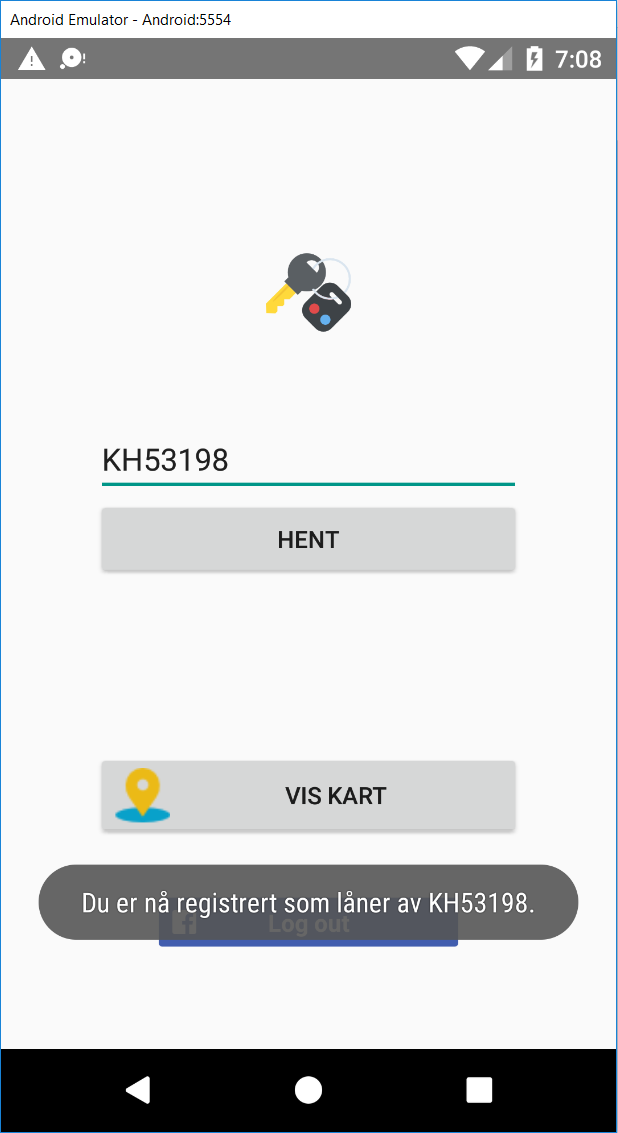 Android Emulator - Android:5554
7:08
KH53198
HENT
VIS KART
Du er nå registrert som låner av KH53198.
Log out